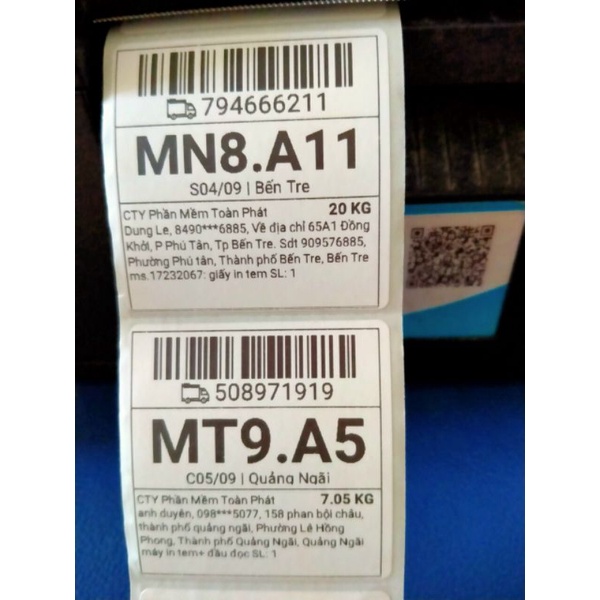 794666211
MN8.A11
S04/09 | Bến Tre
CTY Phần Mềm Toàn Phát 20 KG
Dung Le, 8490***6885, Về địa chỉ 65A1 Đồng
Khởi, P Phú Tân, Tp Bến Tre. Sdt 909576885,
Phường Phú tân, Thành phố Bến Tre, Bến Tre
ms.17232067: giấy in tem SL: 1
508971919
MT9.A5
C05/09 | Quảng Ngãi
CTY Phần Mềm Toàn Phát 7.05 KG
anh duyên, 098***5077, 158 phan bội châu,
thành phố quảng ngãi, Phường Lê Hồng
Phong, Thành phố Quảng Ngãi, Quảng Ngãi
máy in tem+ đầu đọc SL: 1